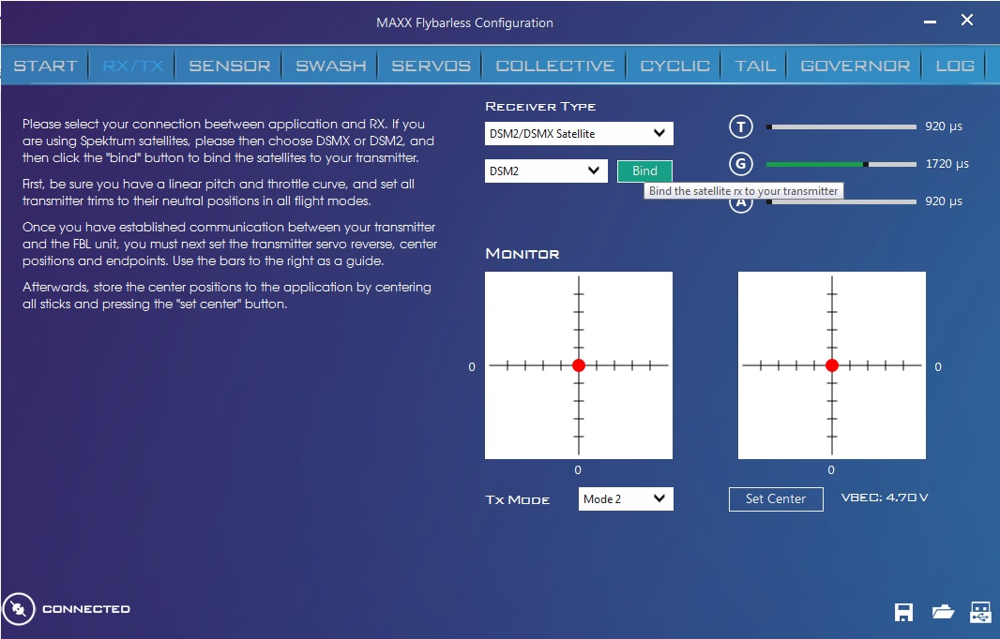 MAXX Flybarless Configuration
START RX/TX SENSOR SWASH SERVOS COLLECTIVE CYCLIC TAIL GOVERNOR LOG
Please select your connection beetween application and RX. If you
are using Spektrum satellites, please then choose DSMX or DSM2, and
then click the "bind" button to bind the satellites to your transmitter.
First, be sure you have a linear pitch and throttle curve, and set all
transmitter trims to their neutral positions in all flight modes.
Once you have established communication between your transmitter
and the FBL unit, you must next set the transmitter servo reverse, center
positions and endpoints. Use the bars to the right as a guide.
Afterwards, store the center positions to the application by centering
all sticks and pressing the "set center" button.
RECEIVER TYPE
DSM2/DSMX Satellite
DSM2
Bind
Bind the satellite rx to your transmitter
T 920 µs
G 1720 µs
A 920 µs
MONITOR
0
0
0
0
TX MODE
Mode 2
Set Center
VBEC: 4.70 V
CONNECTED